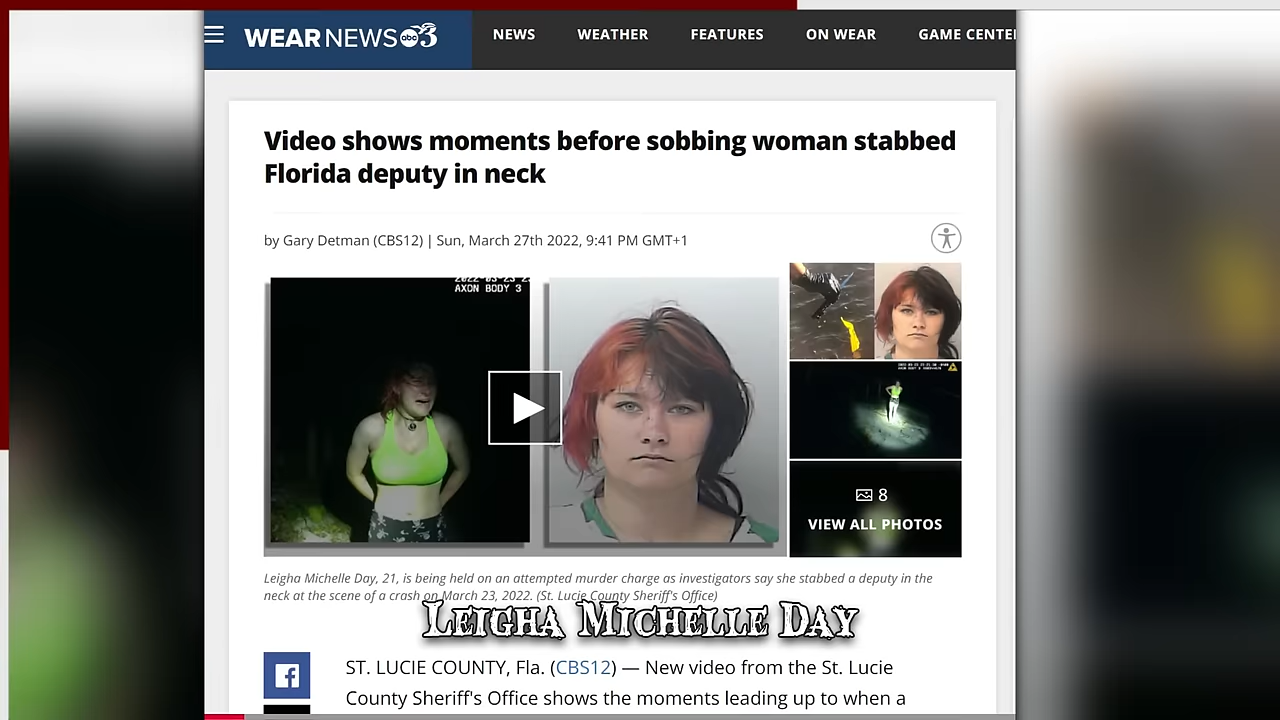 WEAR NEWS abc 3
NEWS
WEATHER
FEATURES
ON WEAR
GAME CENTE
Video shows moments before sobbing woman stabbed
Florida deputy in neck
by Gary Detman (CBS12) | Sun, March 27th 2022, 9:41 PM GMT+1
AXON BODY 3
8
VIEW ALL PHOTOS
Leigha Michelle Day, 21, is being held on an attempted murder charge as investigators say she stabbed a deputy in the
neck at the scene of a crash on March 23, 2022. (St. Lucie County Sheriff's Office)
Leigha Michelle Day
ST. LUCIE COUNTY, Fla. (CBS12) — New video from the St. Lucie
County Sheriff's Office shows the moments leading up to when a